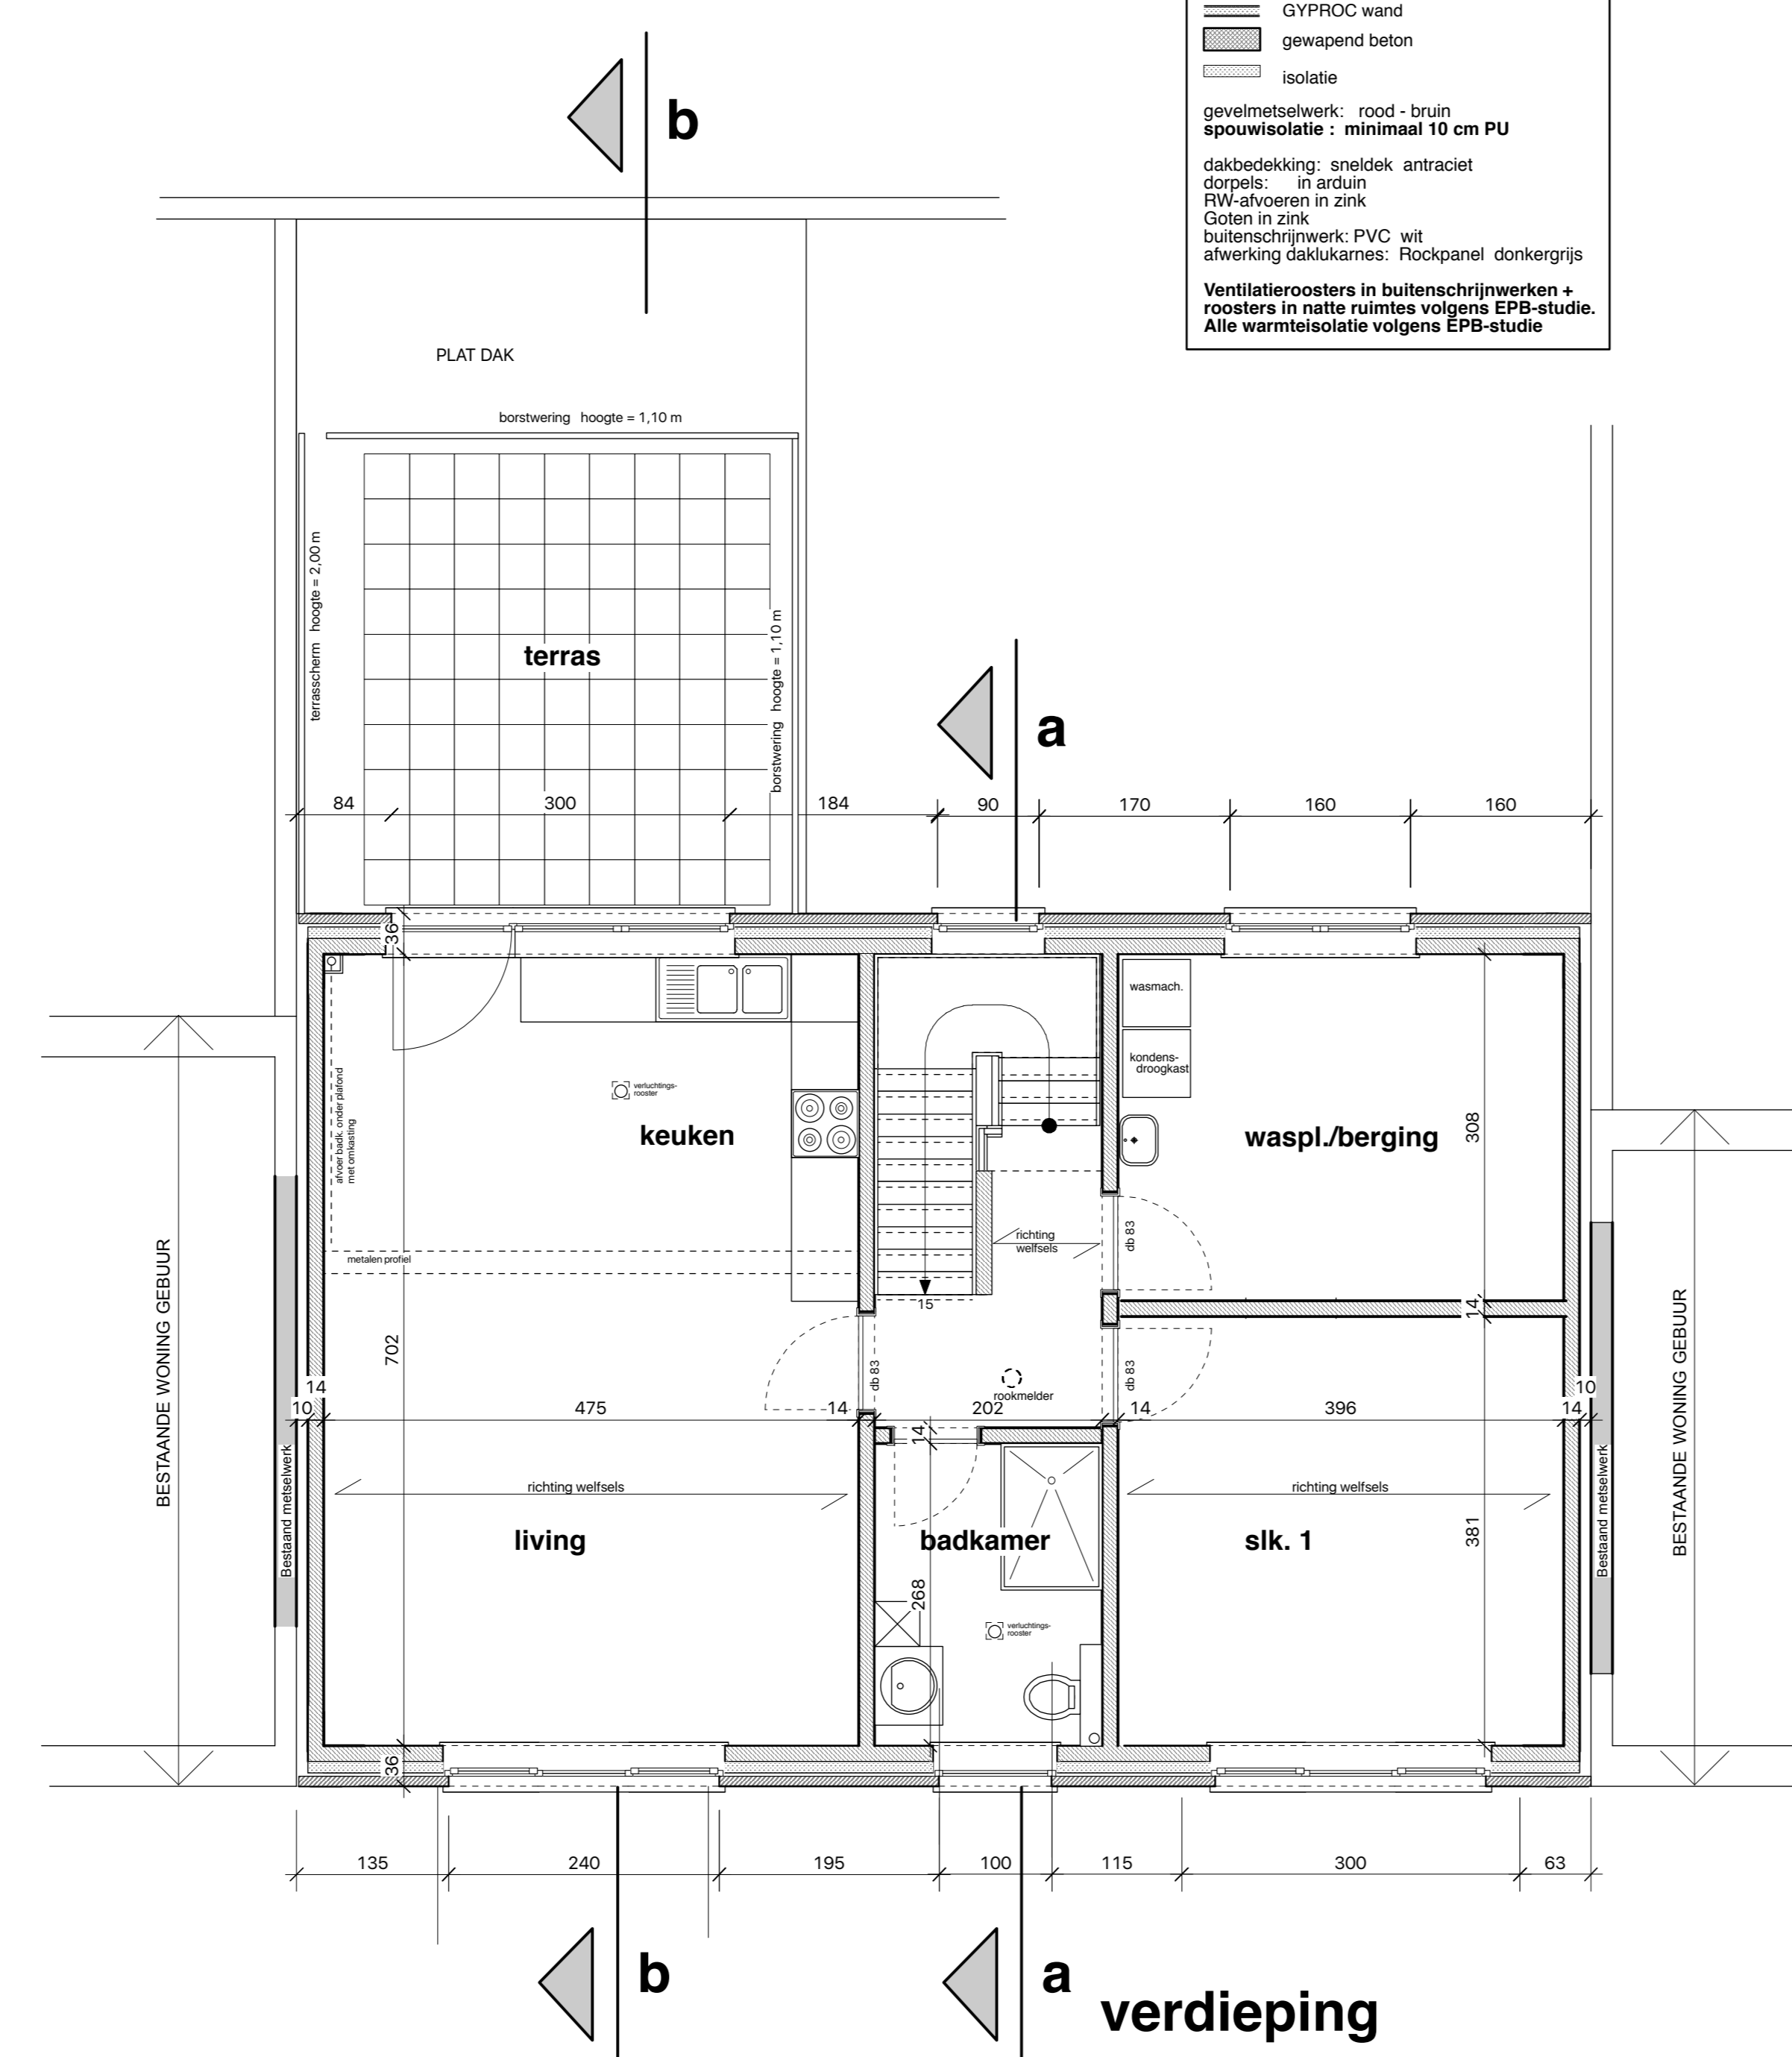 GYPROC wand
gewapend beton
isolatie
gevelmetselwerk: rood - bruin
spouwisolatie : minimaal 10 cm PU
dakbedekking: sneldek antraciet
dorpels: in arduin
RW-afvoeren in zink
Goten in zink
buitenschrijnwerk: PVC wit
afwerking daklukarnes: Rockpanel donkergrijs
Ventilatieroosters in buitenschrijnwerken +
roosters in natte ruimtes volgens EPB-studie.
Alle warmteisolatie volgens EPB-studie
b
PLAT DAK
borstwering hoogte = 1,10 m
terrasscherm hoogte = 2,00 m
terras
borstwering hoogte = 1,10 m
a
84 300 184 90 170 160 160
36
wasmach.
kondens-
droogkast
verluchtings-
rooster
keuken
afvoer badk. onder plafond
met omkasting
waspl./berging
308
metalen profiel
richting
welfsels
db 83
15
14
BESTAANDE WONING GEBUUR
BESTAANDE WONING GEBUUR
702
db 83
db 83
rookmelder
14
10
10 475 14 202 14 396 14
14
Bestaand metselwerk
Bestaand metselwerk
richting welfsels
richting welfsels
living
badkamer
slk. 1
381
268
verluchtings-
rooster
36
135 240 195 100 115 300 63
b
a
verdieping